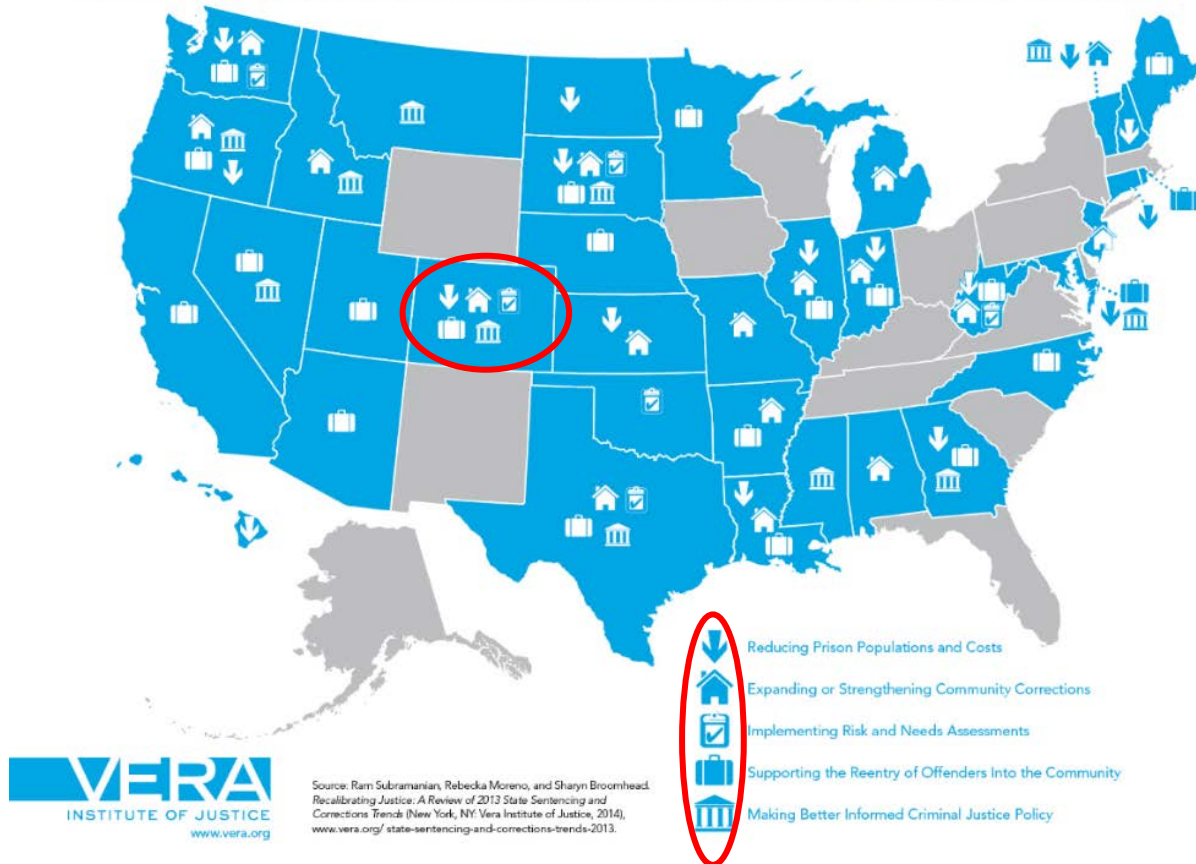 Reducing Prison Populations and Costs
Expanding or Strengthening Community Corrections
Implementing Risk and Needs Assessments
Supporting the Reentry of Offenders Into the Community
Making Better Informed Criminal Justice Policy
VERA
INSTITUTE OF JUSTICE
www.vera.org
Source: Ram Subramanian, Rebecka Moreno, and Sharyn Broomhead.
Recalibrating Justice: A Review of 2013 State Sentencing and
Corrections Trends (New York, NY: Vera Institute of Justice, 2014),
www.vera.org/ state-sentencing-and-corrections-trends-2013.